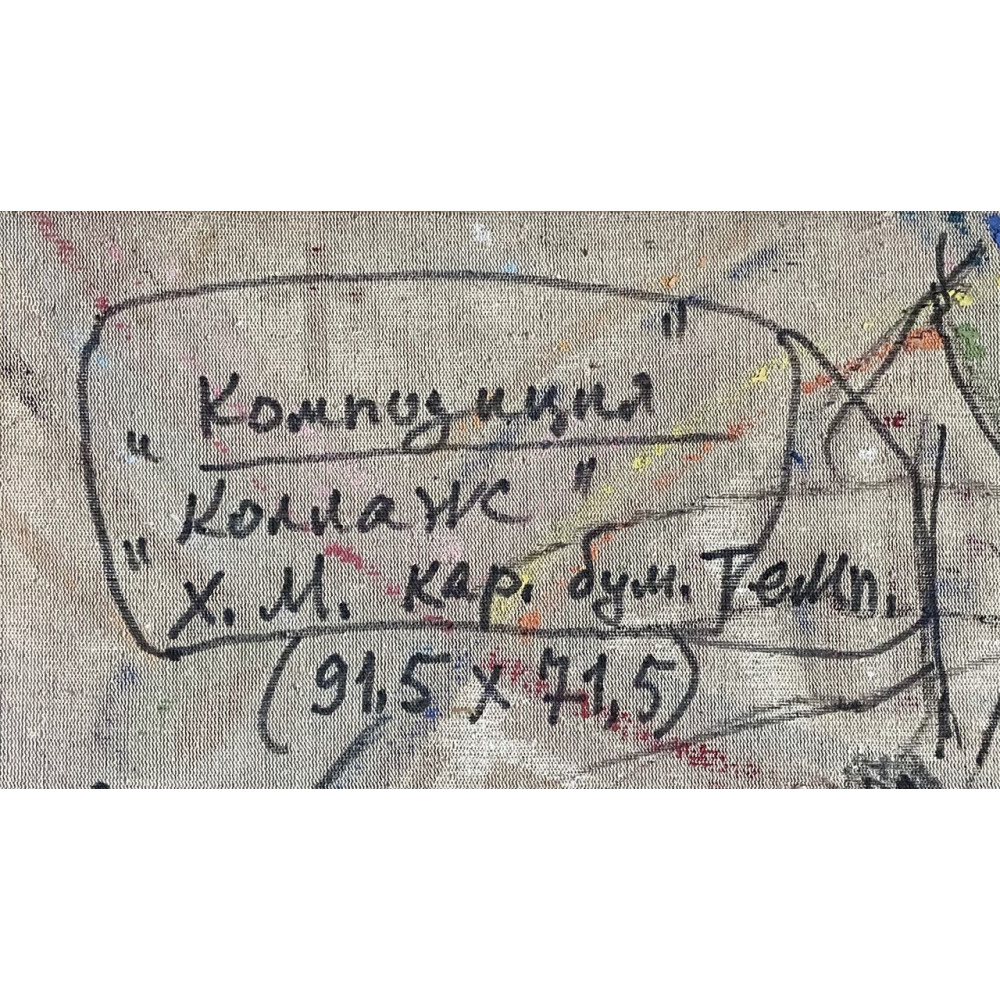 "Композиция"
"Коллаж"
х. м. кар. бум. Темп.
(91,5 х 71,5)